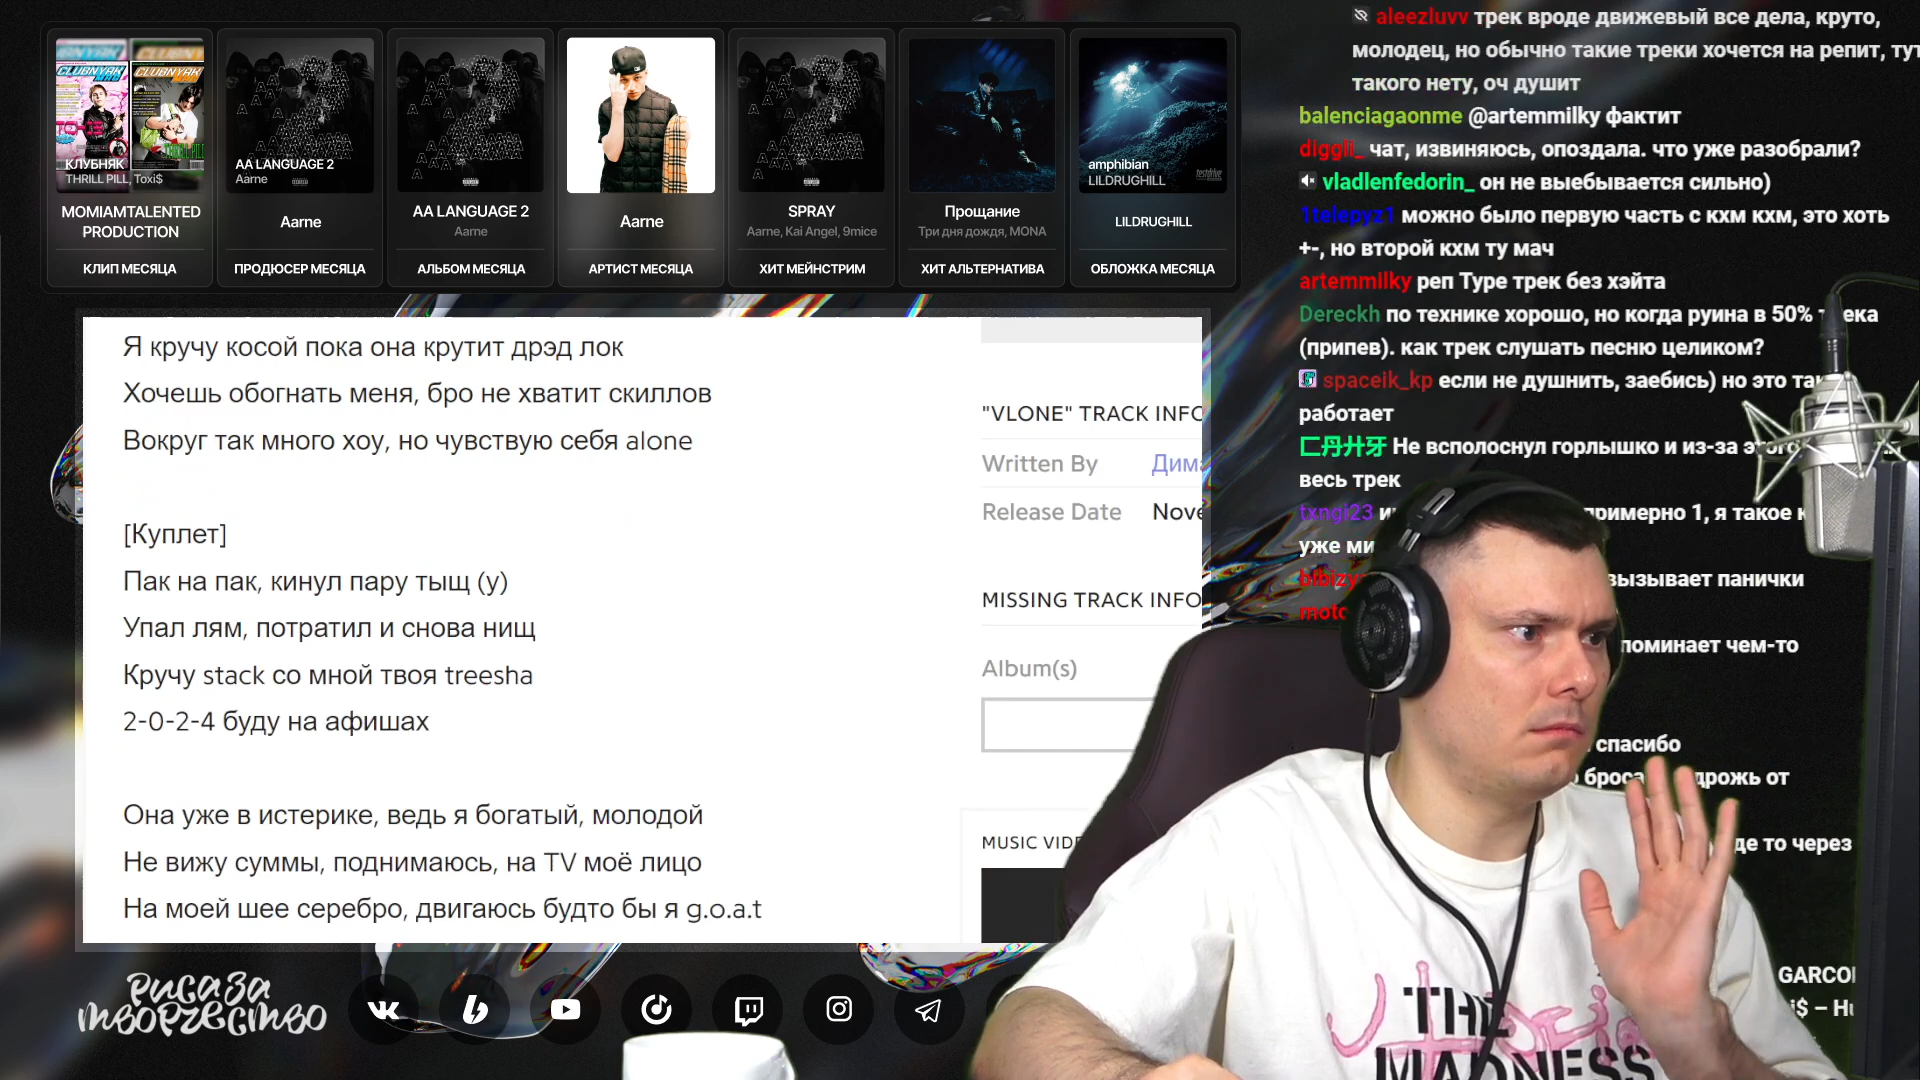 КЛУБНЯК
THRILL PILL, Toxi$
MOMIAMTALENTED
PRODUCTION
КЛИП МЕСЯЦА
AA LANGUAGE 2
Aarne
Aarne
ПРОДЮСЕР МЕСЯЦА
AA LANGUAGE 2
Aarne
АЛЬБОМ МЕСЯЦА
Aarne
АРТИСТ МЕСЯЦА
SPRAY
Aarne, Kai Angel, 9mice
ХИТ МЕЙНСТРИМ
Прощание
Три дня дождя, MONA
ХИТ АЛЬТЕРНАТИВА
amphibian
LILDRUGHILL
LILDRUGHILL
ОБЛОЖКА МЕСЯЦА
Я кручу косой пока она крутит дрэд лок
Хочешь обогнать меня, бро не хватит скиллов
Вокруг так много хоу, но чувствую себя alone
[Куплет]
Пак на пак, кинул пару тыщ (у)
Упал лям, потратил и снова нищ
Кручу stack со мной твоя treesha
2-0-2-4 буду на афишах
Она уже в истерике, ведь я богатый, молодой
Не вижу суммы, поднимаюсь, на TV моё лицо
На моей шее серебро, двигаюсь будто бы я g.o.a.t
"VLONE" TRACK INFO
Written By
Release Date
MISSING TRACK INFO
Album(s)
MUSIC
aleezluvv трек вроде движевый все дела, круто,
молодец, но обычно такие треки хочется на репит, тут
такого нету, оч душит
balenciagaonme @artemmilky фактит
diggli_ чат, извиняюсь, опоздала. что уже разобрали?
vladlenfedorin_ он не выебывается сильно)
1telepyz1 можно было первую часть с кхм кхм, это хоть
+-, но второй кхм ту мач
artemmilky реп Type трек без хэйта
Dereckh по технике хорошо, но когда руина в 50%
(припев). как трек слушать песню целиком?
spaceik_kp если не душнить, заебись) но это
работает
Не всполоснул горлышко и из-за
весь трек
txngi23 примерно 1, я такое
уже
вызывает панички
чем-то
спасибо
дрожь от
то через
РисаЗа
Творчество
THE
MADNESS